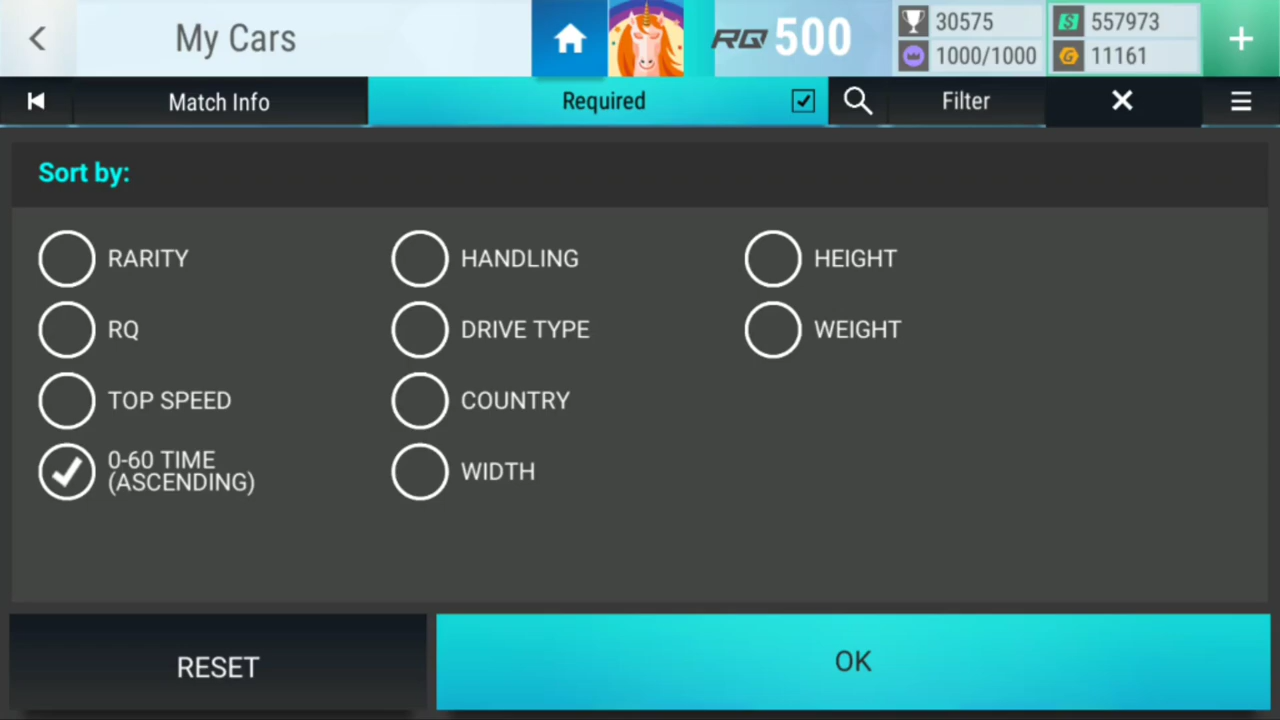 My Cars
RQ 500
30575
1000/1000
557973
11161
Match Info
Required
Filter
Sort by:
RARITY
HANDLING
HEIGHT
RQ
DRIVE TYPE
WEIGHT
TOP SPEED
COUNTRY
0-60 TIME
(ASCENDING)
WIDTH
RESET
OK